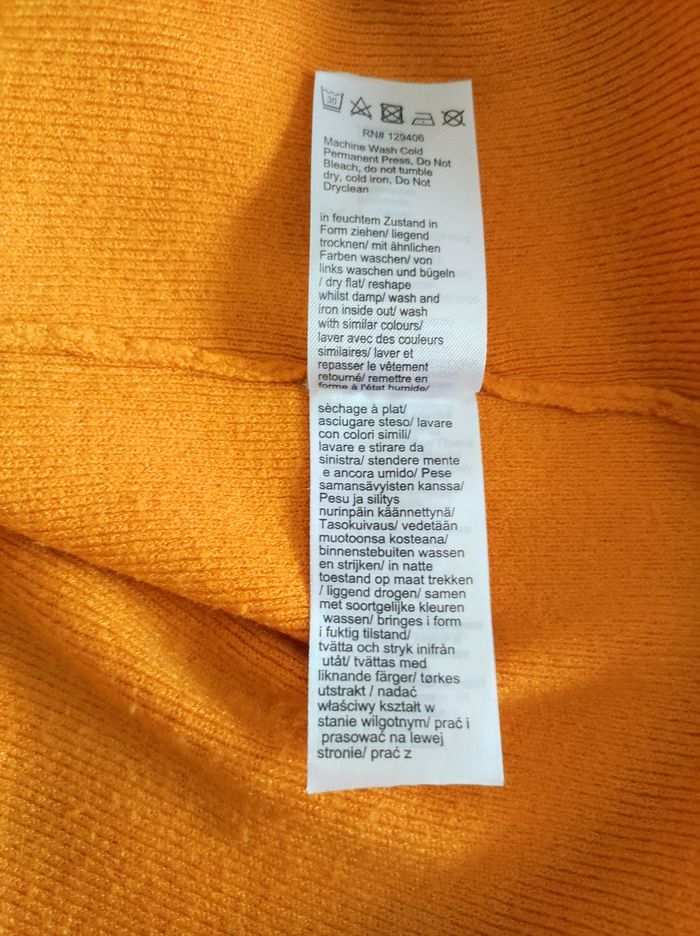 30
RN# 129406
Machine Wash Cold
Permanent Press, Do Not
Bleach, do not tumble
dry, cold iron, Do Not
Dryclean
in feuchtem Zustand in
Form ziehen/ liegend
trocknen/ mit ähnlichen
Farben waschen/ von
links waschen und bügeln
/ dry flat/ reshape
whilst damp/ wash and
iron inside out/ wash
with similar colours/
laver avec des couleurs
similaires/ laver et
repasser le vêtement
retourné/ remettre en
forme à l'état humide/
sèchage à plat/
asciugare steso/ lavare
con colori simili/
lavare e stirare da
sinistra/ stendere mente
e ancora umido/ Pese
samansävyisten kanssa/
Pesu ja silitys
nurinpäin käännettynä/
Tasokuivaus/ vedetään
muotoonsa kosteana/
binnenstebuiten wassen
en strijken/ in natte
toestand op maat trekken
/ liggend drogen/ samen
met soortgelijke kleuren
wassen/ bringes i form
i fuktig tilstand/
tvätta och stryk inifrån
utåt/ tvättas med
liknande färger/ tørkes
utstrakt / nadać
właściwy kształt w
stanie wilgotnym/ prać i
prasować na lewej
stronie/ prać z